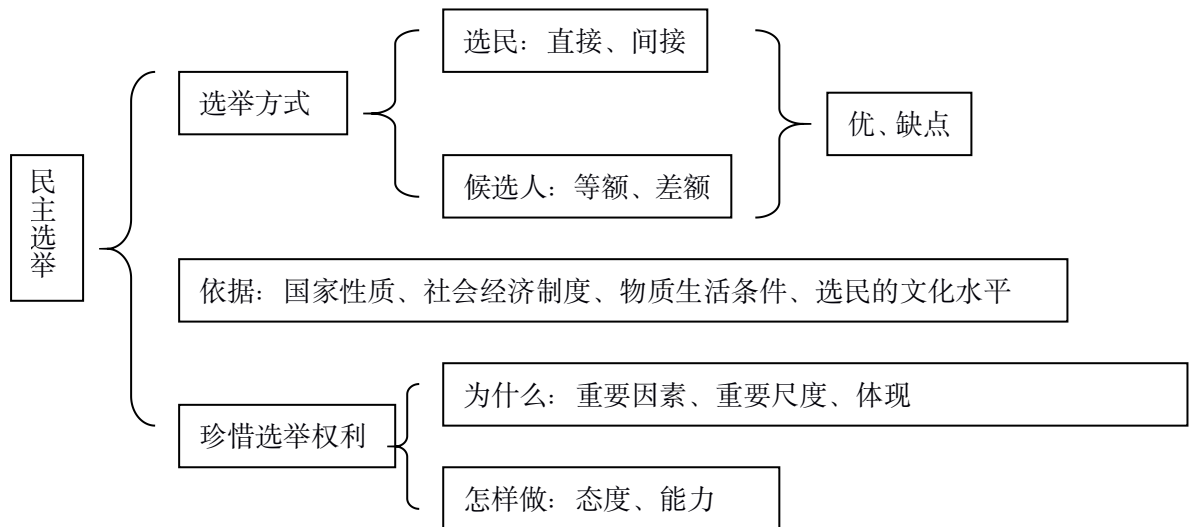 民主选举
选举方式
选民：直接、间接
候选人：等额、差额
优、缺点
依据：国家性质、社会经济制度、物质生活条件、选民的文化水平
珍惜选举权利
为什么：重要因素、重要尺度、体现
怎样做：态度、能力